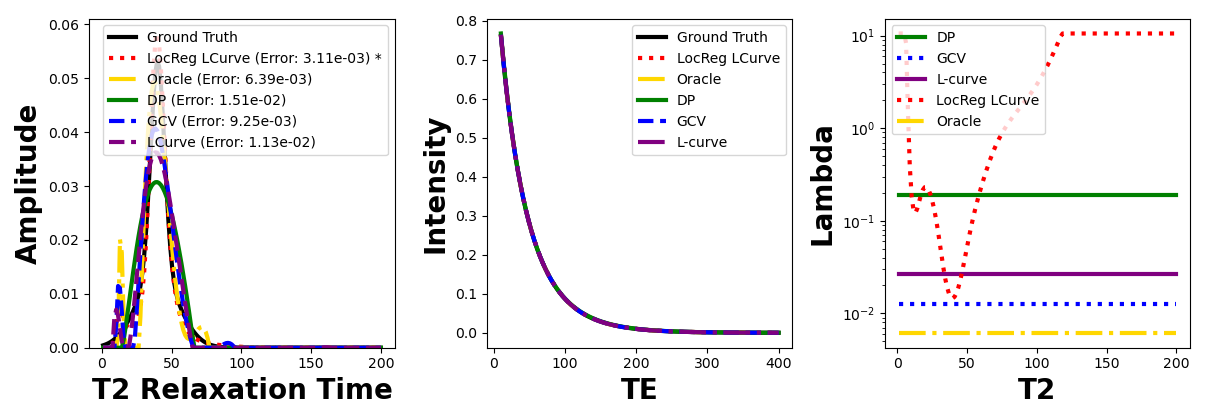 0.06
0.05
0.04
0.03
0.02
0.01
0.00
0
50
100
150
200
Amplitude
T2 Relaxation Time
Ground Truth
LocReg LCurve (Error: 3.11e-03) *
Oracle (Error: 6.39e-03)
DP (Error: 1.51e-02)
GCV (Error: 9.25e-03)
LCurve (Error: 1.13e-02)
0.8
0.7
0.6
0.5
0.4
0.3
0.2
0.1
0.0
0
100
200
300
400
Intensity
TE
Ground Truth
LocReg LCurve
Oracle
DP
GCV
L-curve
10¹
10⁰
10⁻¹
10⁻²
0
50
100
150
200
Lambda
T2
DP
GCV
L-curve
LocReg LCurve
Oracle